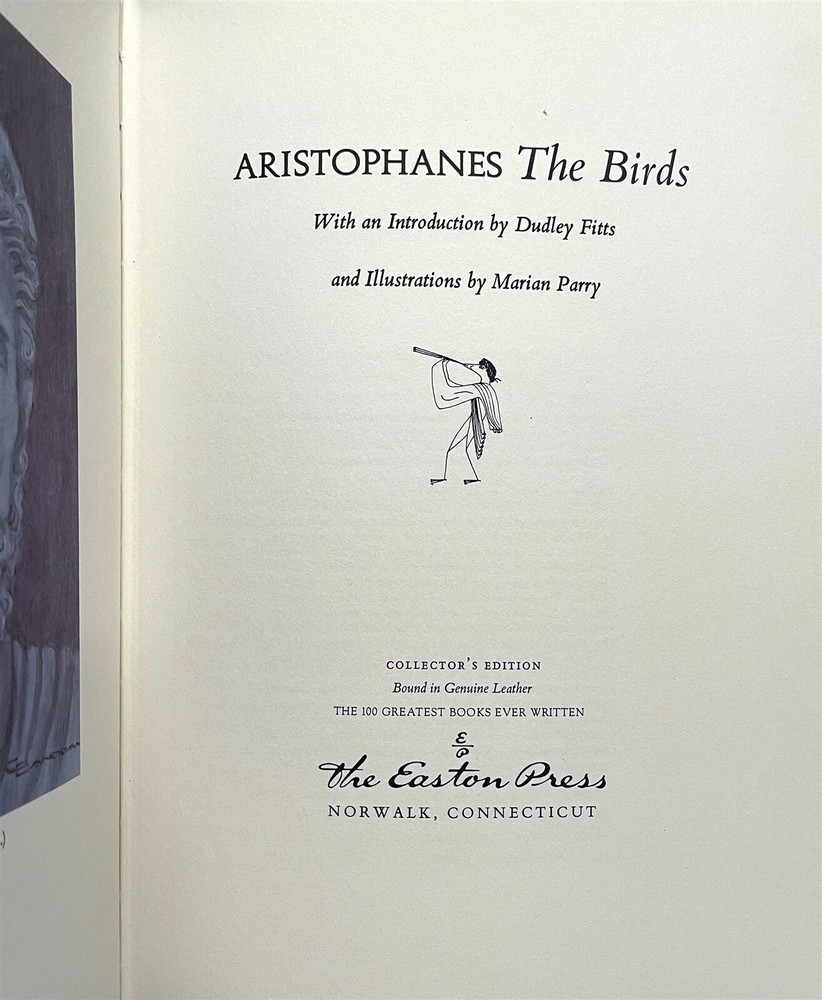 ARISTOPHANES The Birds
With an Introduction by Dudley Fitts
and Illustrations by Marian Parry
COLLECTOR'S EDITION
Bound in Genuine Leather
THE 100 GREATEST BOOKS EVER WRITTEN
E
P
the Easton Press
NORWALK, CONNECTICUT
.)